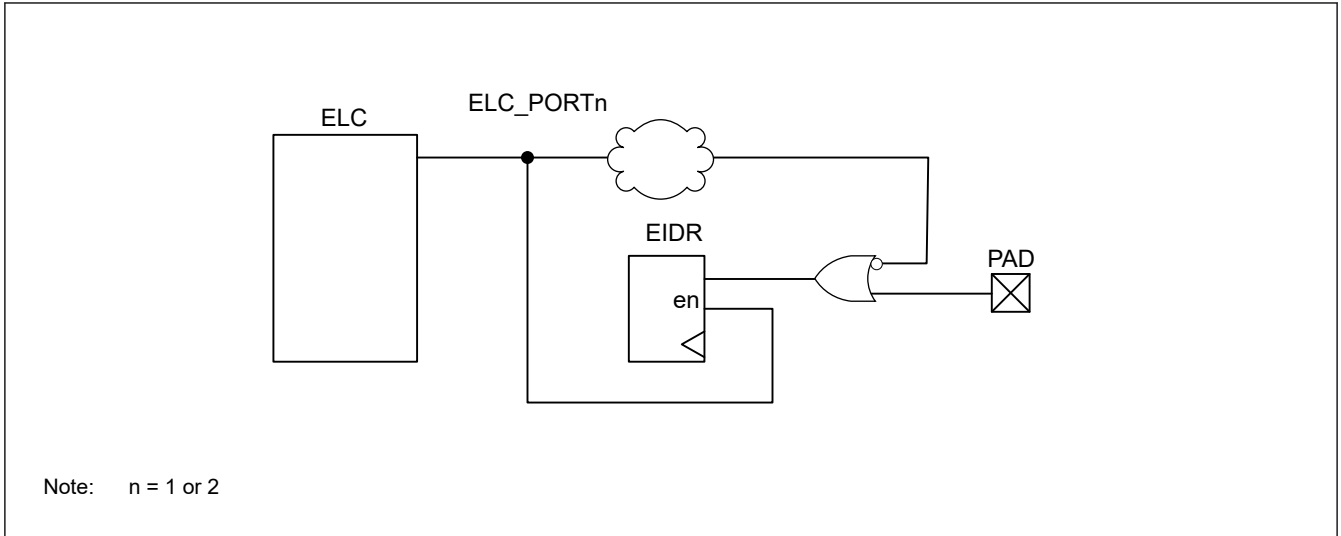 ELC_PORTn
ELC
EIDR
PAD
en
Note: n = 1 or 2